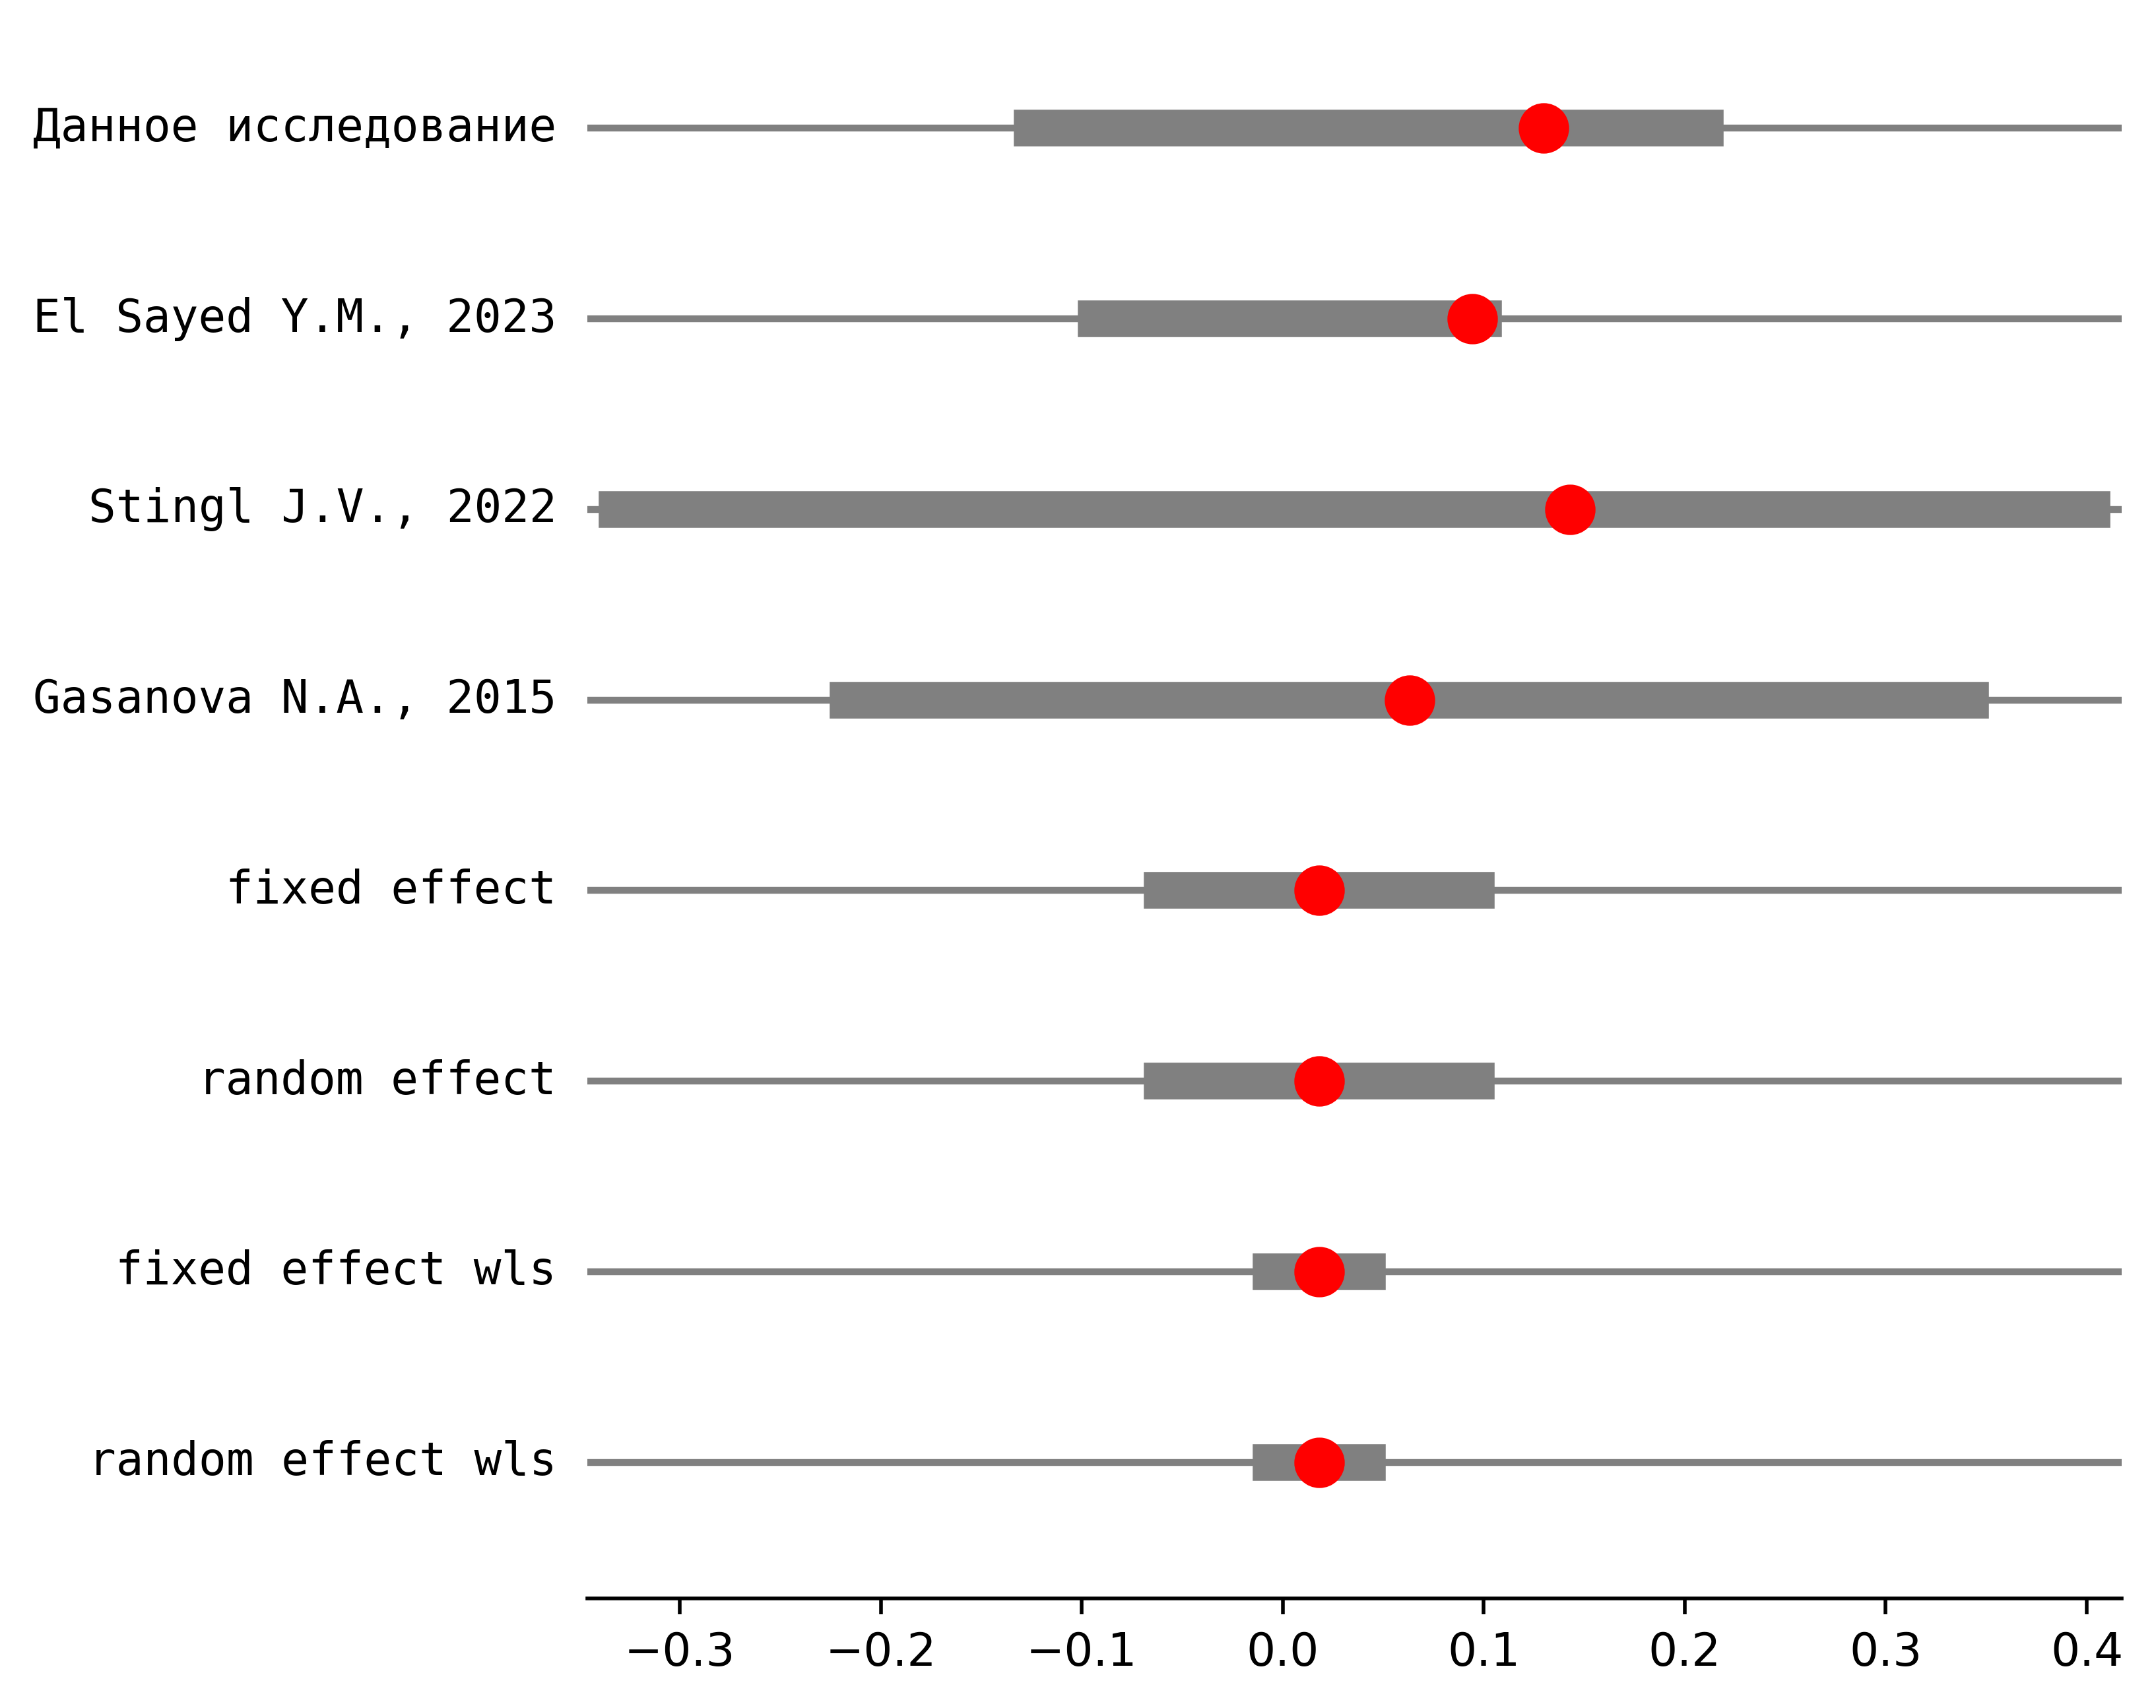 Данное исследование
El Sayed Y.M., 2023
Stingl J.V., 2022
Gasanova N.A., 2015
fixed effect
random effect
fixed effect wls
random effect wls
−0.3 −0.2 −0.1 0.0 0.1 0.2 0.3 0.4